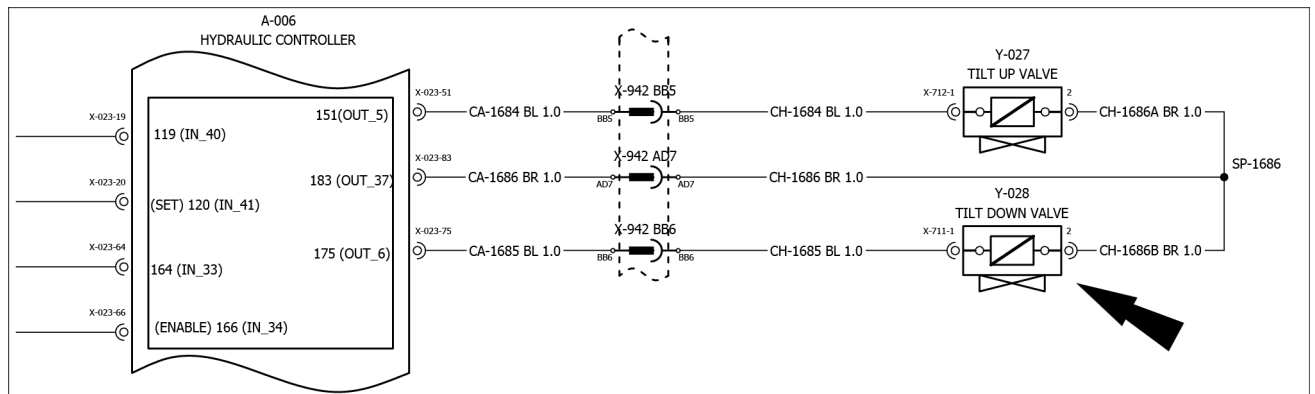 A-006
HYDRAULIC CONTROLLER
X-023-19
119 (IN_40)
X-023-20
(SET) 120 (IN_41)
X-023-64
164 (IN_33)
X-023-66
(ENABLE) 166 (IN_34)
151(OUT_5)
X-023-51
CA-1684 BL 1.0
X-942 BB5
BB5
BB5
CH-1684 BL 1.0
X-712-1
Y-027
TILT UP VALVE
2
CH-1686A BR 1.0
183 (OUT_37)
X-023-83
CA-1686 BR 1.0
X-942 AD7
AD7
AD7
CH-1686 BR 1.0
SP-1686
175 (OUT_6)
X-023-75
CA-1685 BL 1.0
X-942 BB6
BB6
BB6
CH-1685 BL 1.0
X-711-1
Y-028
TILT DOWN VALVE
2
CH-1686B BR 1.0